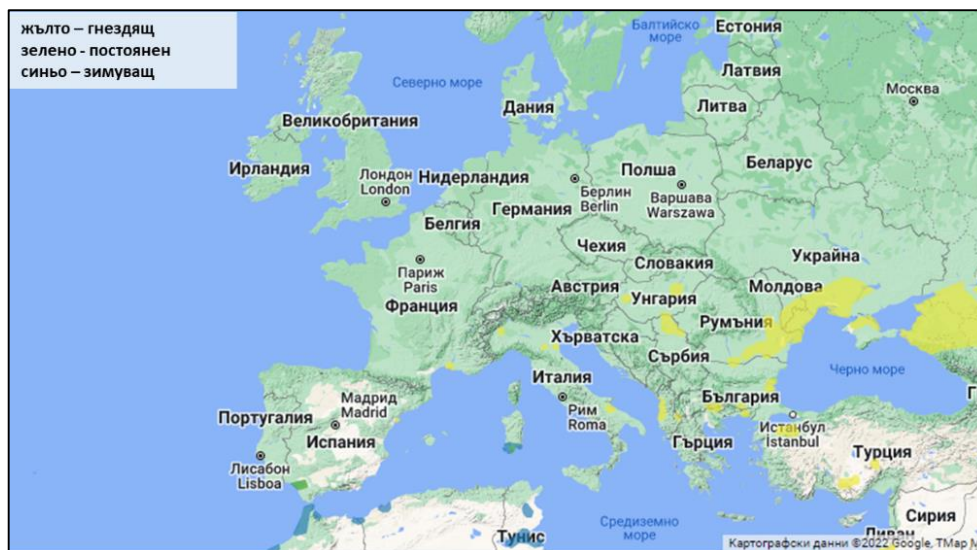 жълто – гнездящ
зелено - постоянен
синьо – зимуващ
Балтийско
море
Естония
Северно море
Латвия
Москва
Дания
Литва
Великобритания
Ирландия
Лондон
London
Нидерландия
Берлин
Berlin
Полша
Варшава
Warszawa
Беларус
Белгия
Германия
Чехия
Словакия
Украйна
Париж
Paris
Франция
Австрия
Унгария
Молдова
Румъния
Хърватска
Сърбия
Черно море
Италия
България
Рим
Roma
Мадрид
Madrid
Португалия
Испания
Лисабон
Lisboa
Гърция
Истанбул
İstanbul
Турция
Сирия
Тунис
Средиземно
море
Ливан
Картографски данни ©2022 Google, TMap